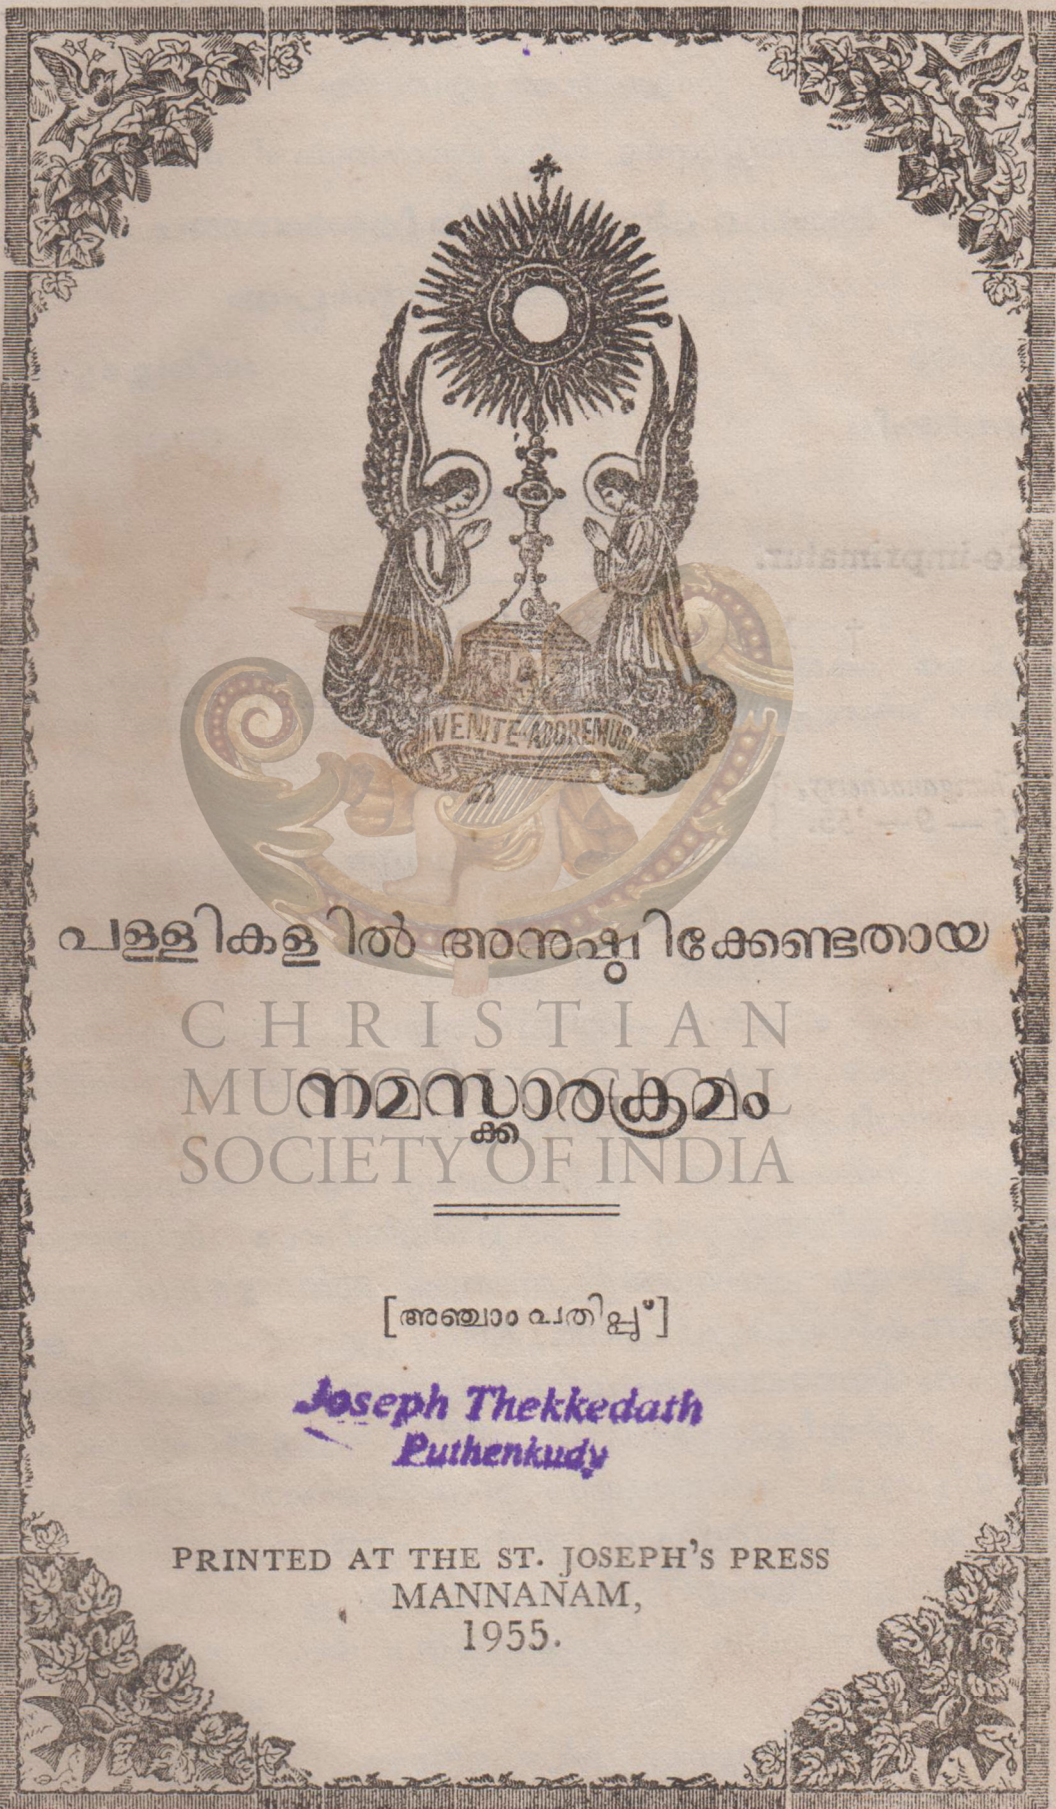 VENITE ADOREMUS
പള്ളികളിൽ അനുഷ്ഠിക്കേണ്ടതായ
CHRISTIAN
MUSICOLOGICAL
SOCIETY OF INDIA
നമസ്ക്കാരക്രമം
[അഞ്ചാം പതിപ്പു്]
Joseph Thekkedath
Puthenkudy
PRINTED AT THE ST. JOSEPH'S PRESS
MANNANAM,
1955.